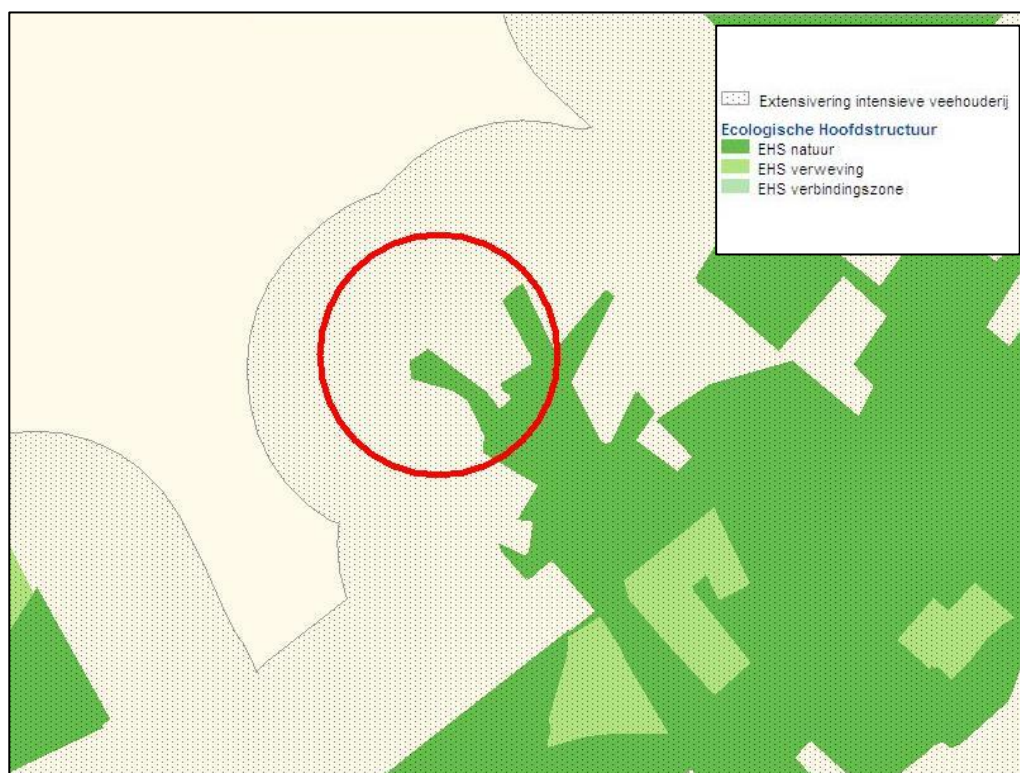 Extensivering intensieve veehouderij
Ecologische Hoofdstructuur
EHS natuur
EHS verweving
EHS verbindingszone